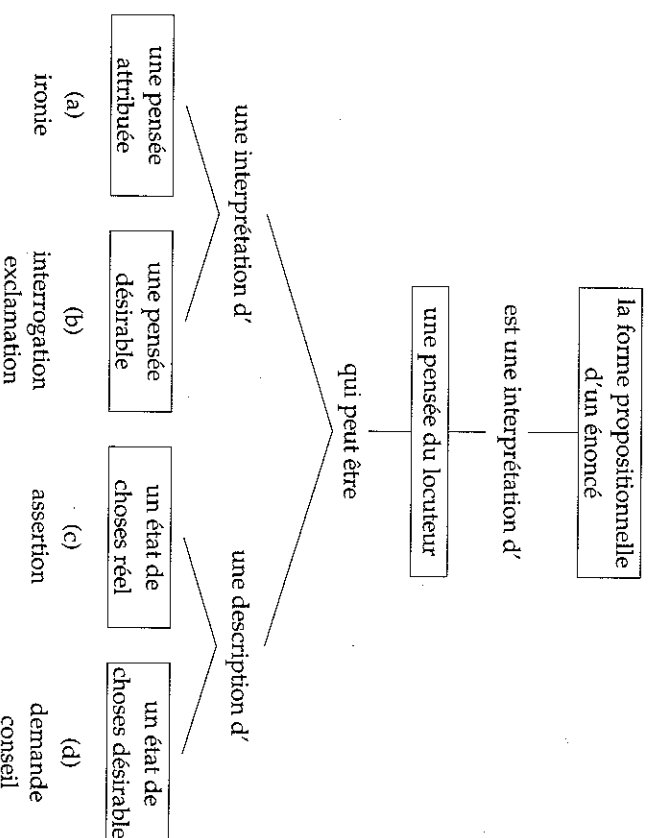 la forme propositionnelle
d'un énoncé
est une interprétation d'
une pensée du locuteur
qui peut être
une interprétation d'
une description d'
une pensée
attribuée
une pensée
désirable
un état de
choses réel
un état de
choses désirable
(a)
ironie
(b)
interrogation
exclamation
(c)
assertion
(d)
demande
conseil